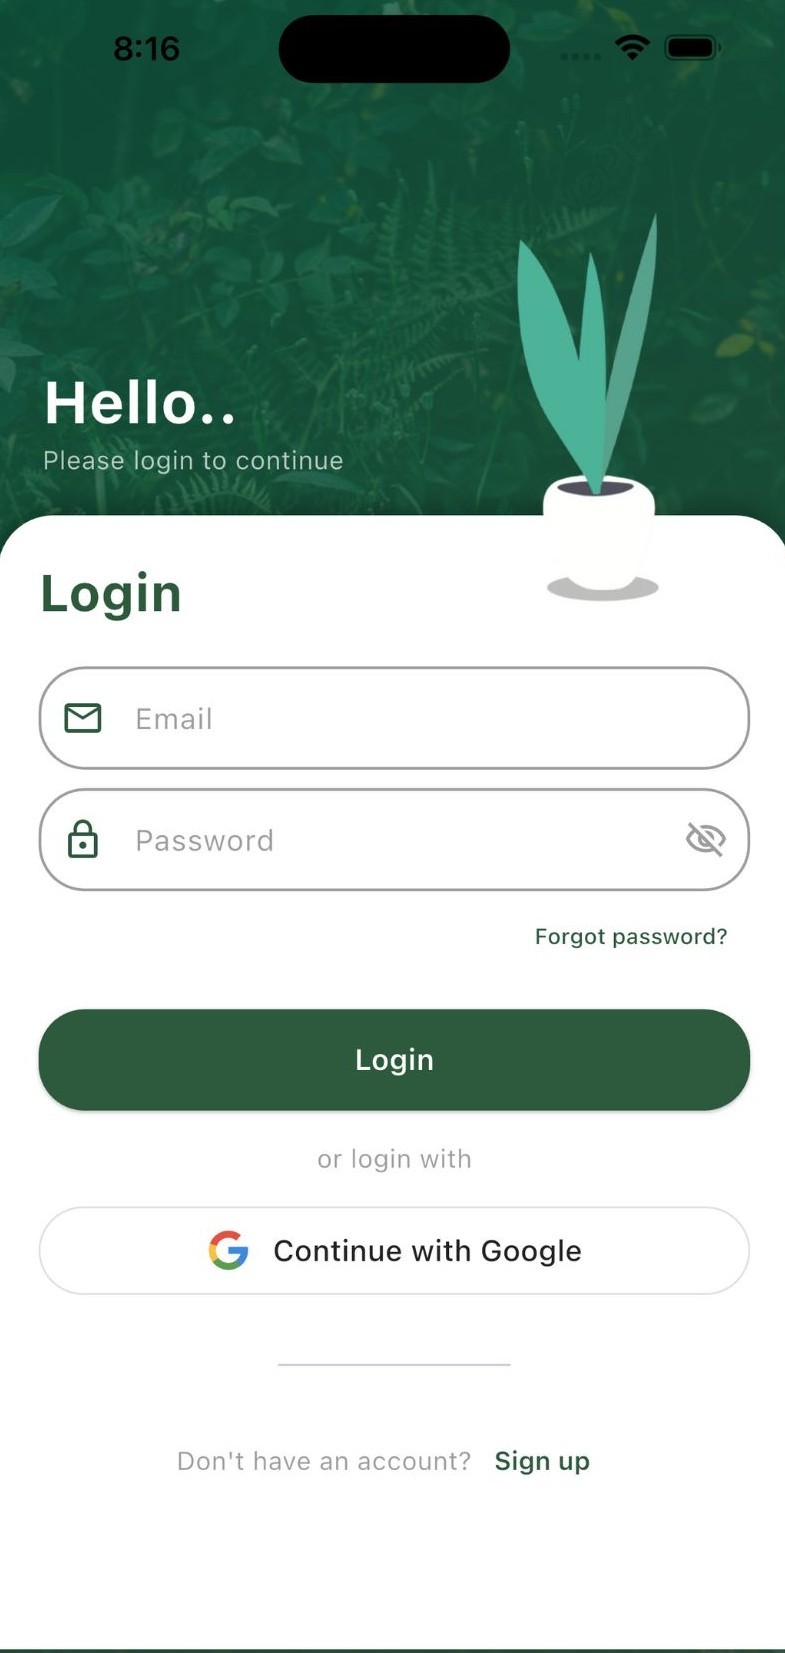 8:16
Hello..
Please login to continue
Login
Email
Password
Forgot password?
Login
or login with
Continue with Google
Don't have an account? Sign up